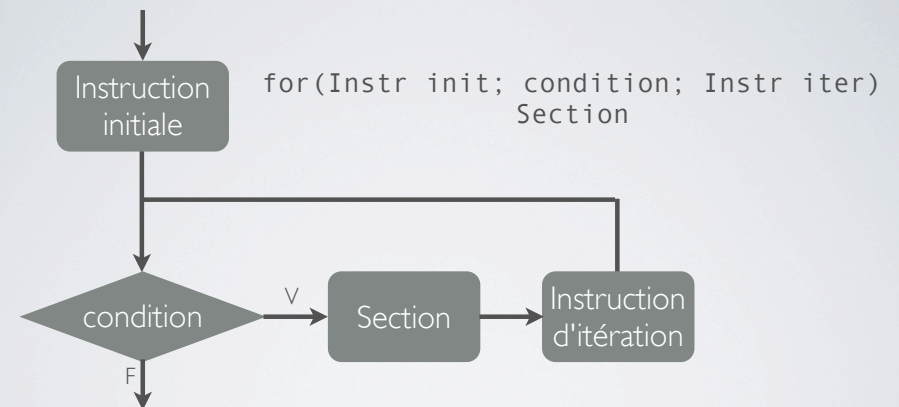 Instruction
initiale
for(Instr init; condition; Instr iter)
Section
condition
V
Section
Instruction
d'itération
F